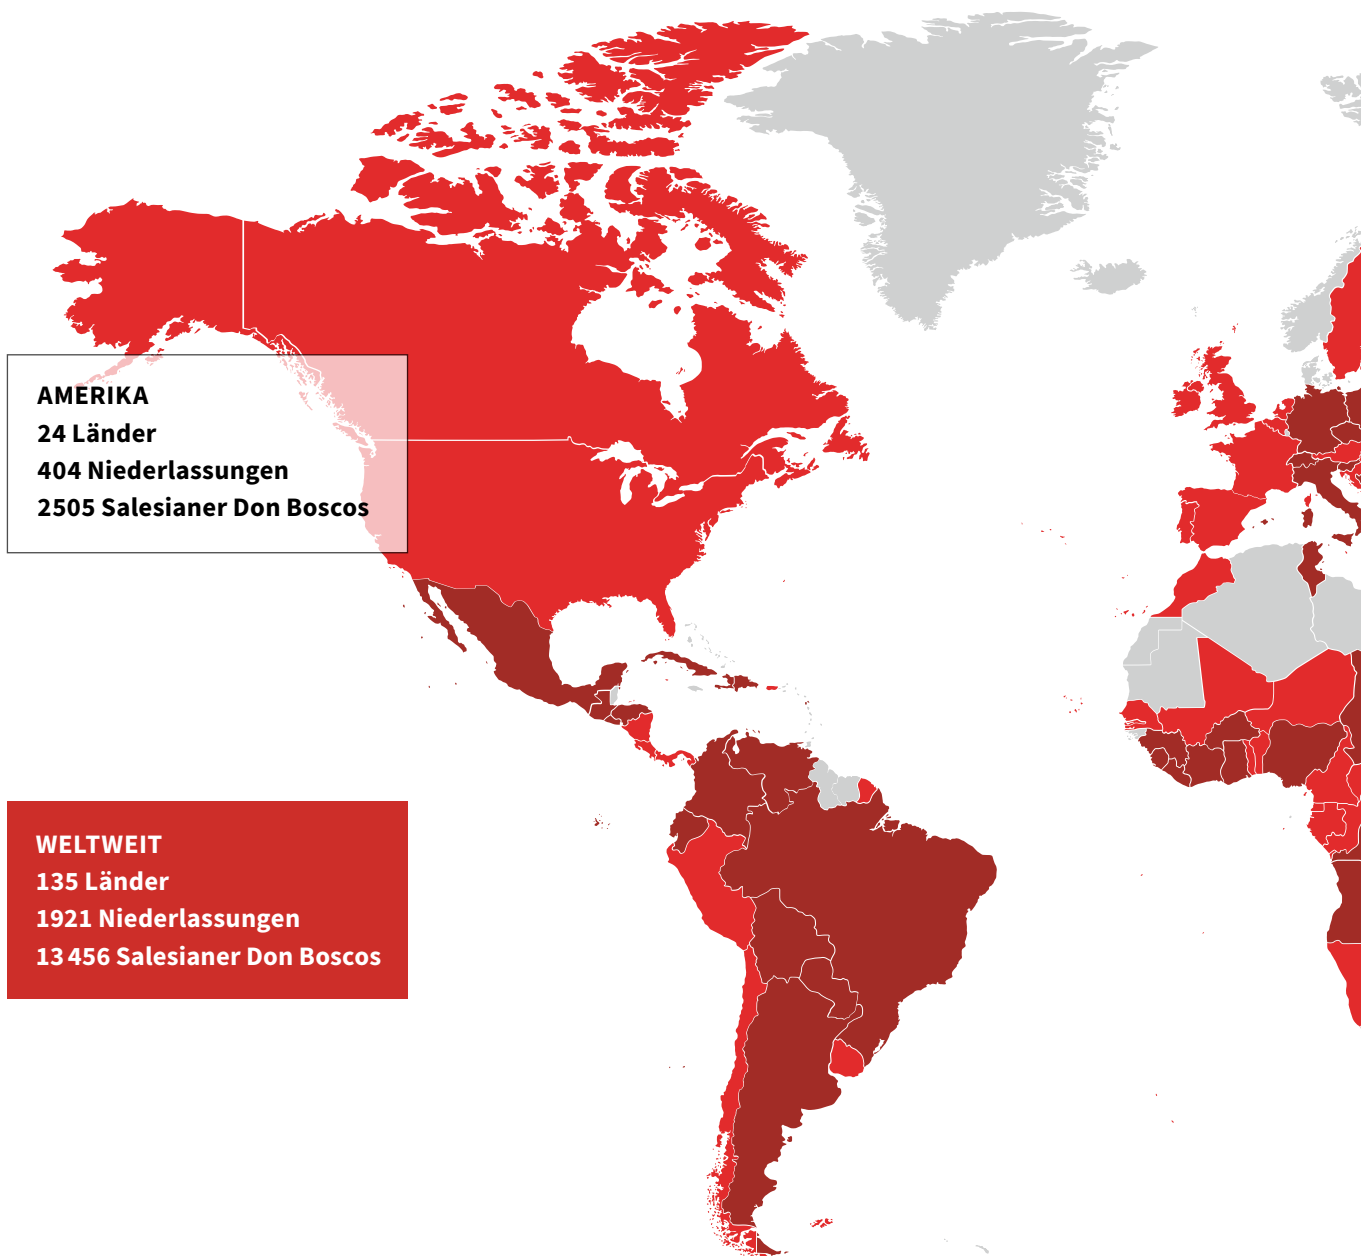 AMERIKA
24 Länder
404 Niederlassungen
2505 Salesianer Don Boscos
WELTWEIT
135 Länder
1921 Niederlassungen
13 456 Salesianer Don Boscos